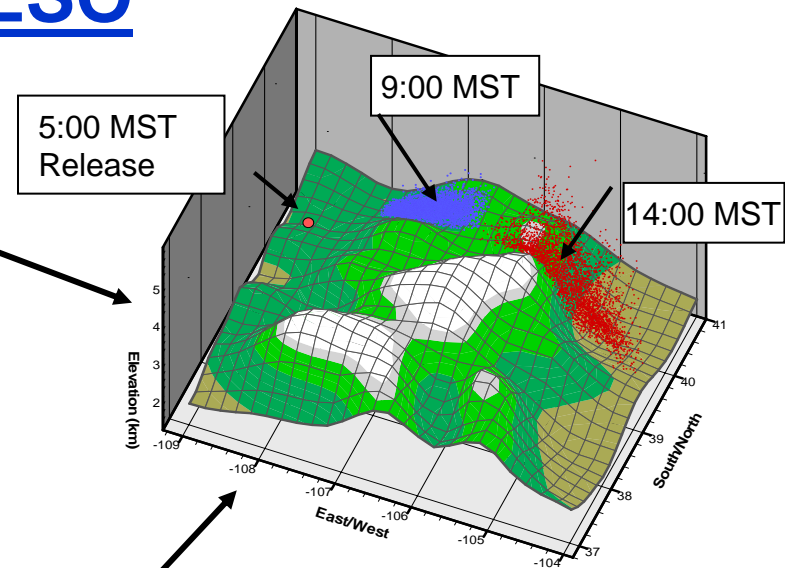 9:00 MST
5:00 MST
Release
14:00 MST
5
4
3
2
Elevation (km)
-109
-108
-107
-106
-105
-104
East/West
41
40
39
38
37
South/North